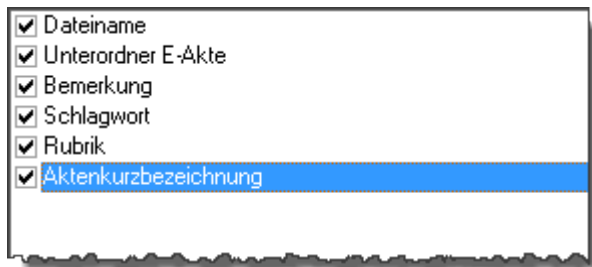 Dateiname
Unterordner E-Akte
Bemerkung
Schlagwort
Rubrik
Aktenkurzbezeichnung